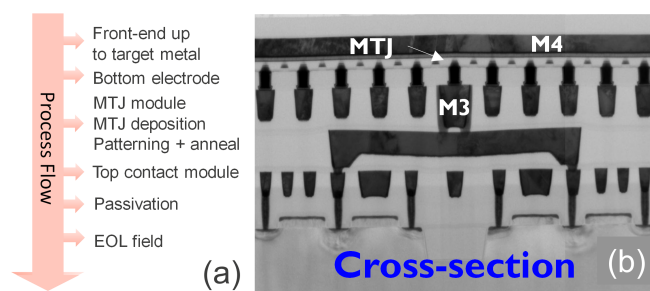 Process Flow
Front-end up
to target metal
Bottom electrode
MTJ module
MTJ deposition
Patterning + anneal
Top contact module
Passivation
EOL field
(a)
MTJ
M4
M3
Cross-section
(b)